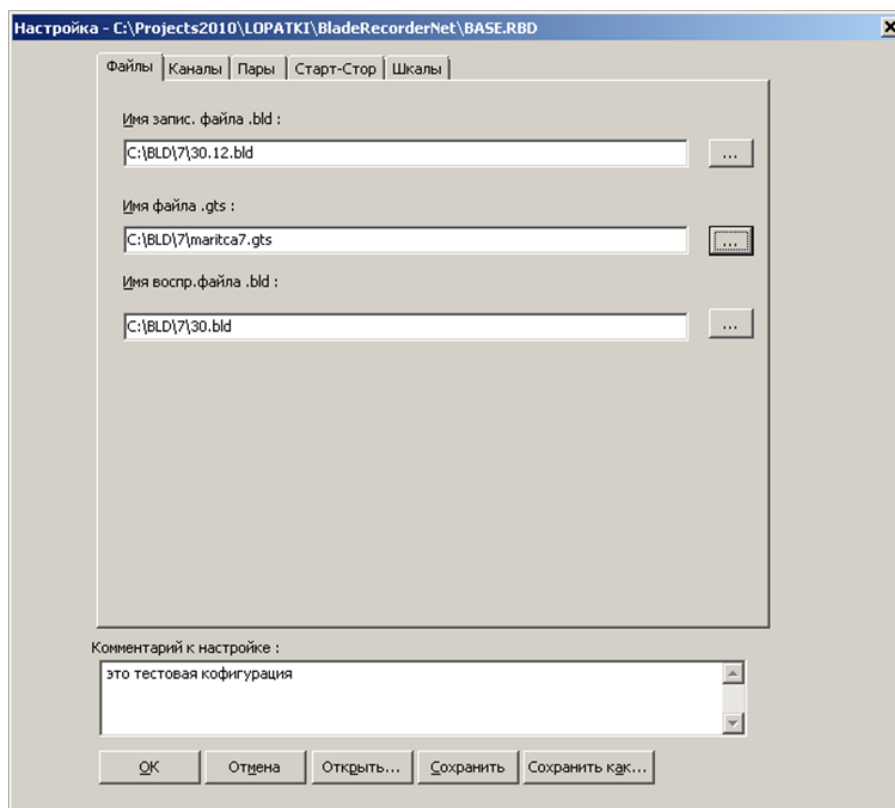 Настройка - C:\Projects2010\LOPATKI\BladeRecorderNet\BASE.RBD
Файлы Каналы Пары Старт-Стор Шкалы
Имя запис. файла .bld :
C:\BLD\7\30.12.bld ...
Имя файла .gts :
C:\BLD\7\maritca7.gts ...
Имя воспр.файла .bld :
C:\BLD\7\30.bld ...
Комментарий к настройке :
это тестовая кофигурация
OK Отмена Открыть... Сохранить Сохранить как...